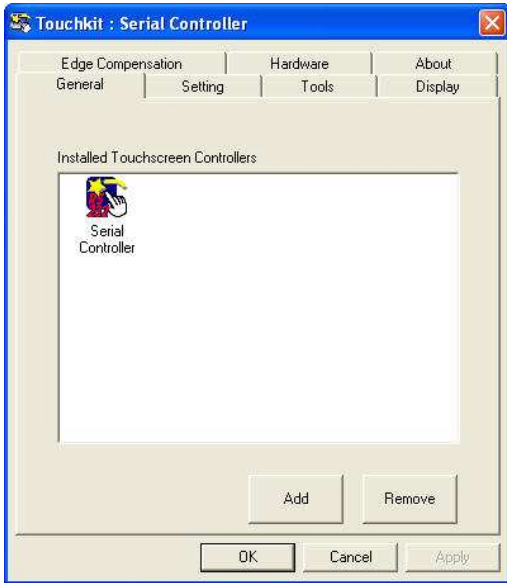 Touchkit : Serial Controller
Edge Compensation Hardware About
General Setting Tools Display
Installed Touchscreen Controllers
Serial
Controller
Add Remove
OK Cancel Apply